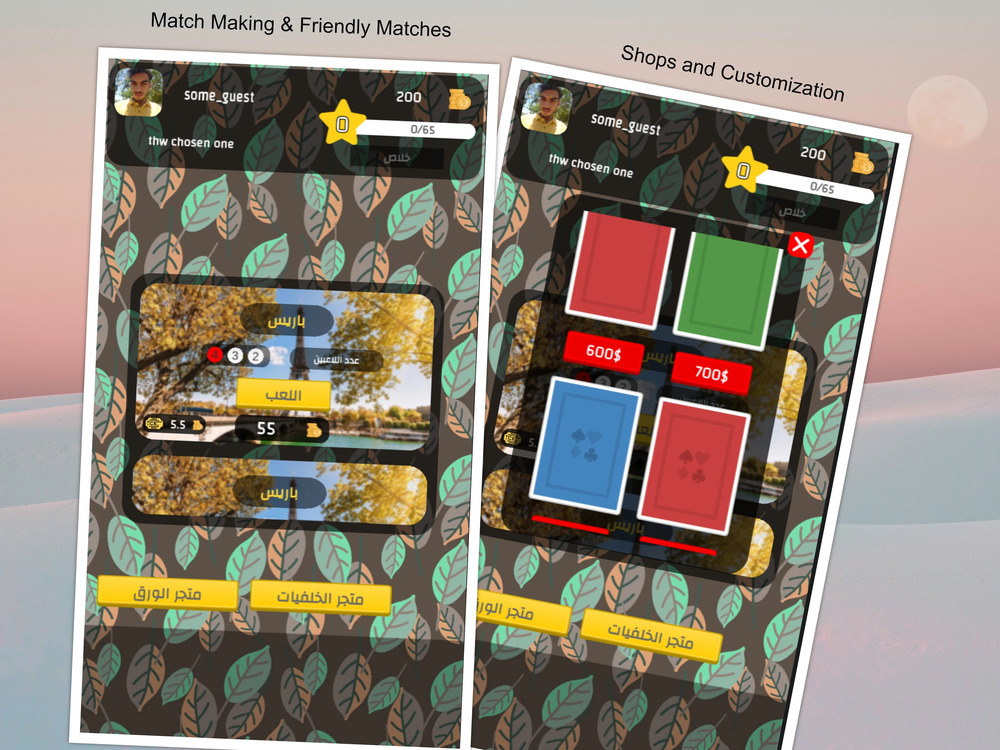 Match Making & Friendly Matches
some_guest
200
0
0/65
thw chosen one
خلاص
باريس
4 3 2
عدد اللاعبين
اللعب
5.5
55
باريس
متجر الورق
متجر الخلفيات
Shops and Customization
some_guest
200
0
0/65
thw chosen one
خلاص
600$
باريس
700$
باريس
متجر الخلفيات